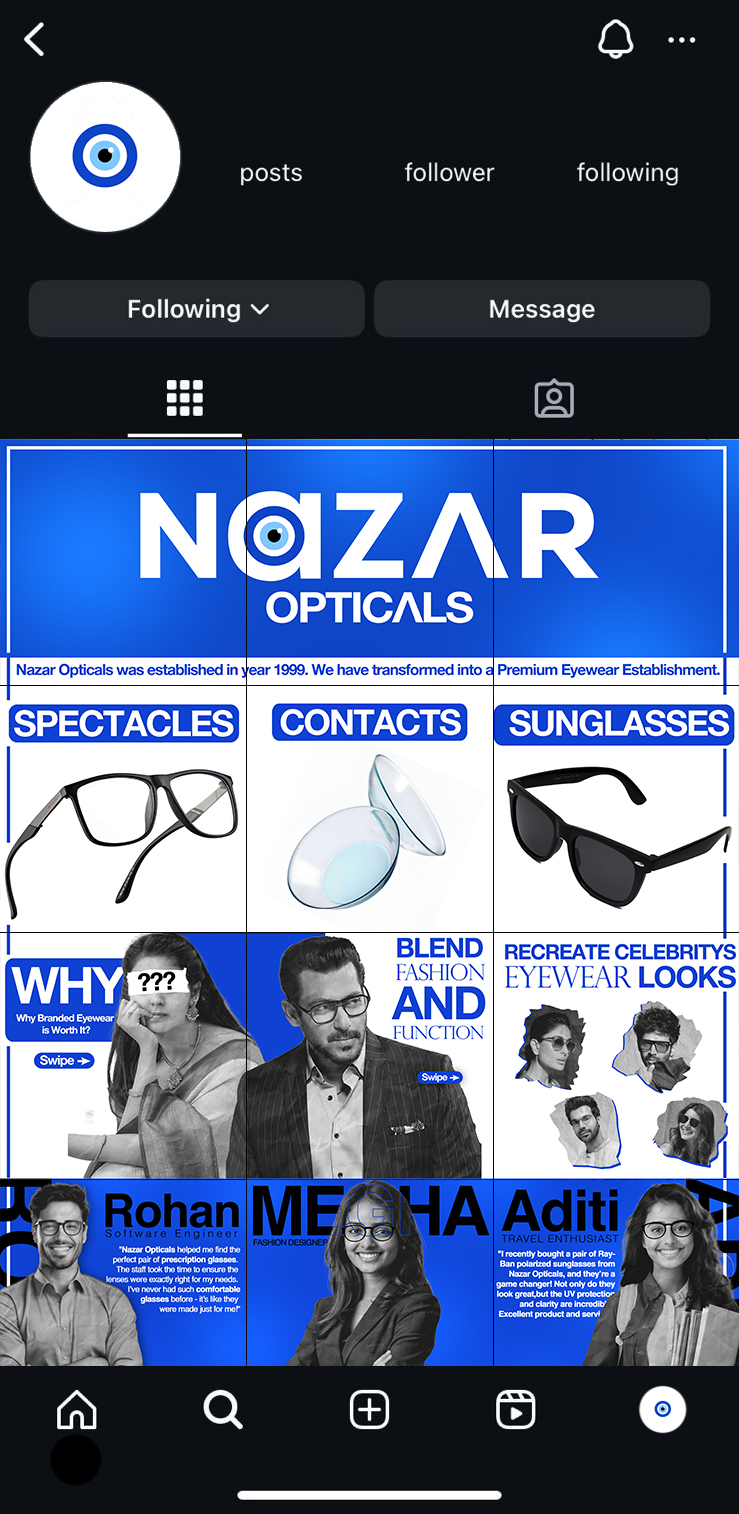 posts follower following
Following Message
NaZAR
OPTICALS
Nazar Opticals was established in year 1999. We have transformed into a Premium Eyewear Establishment.
SPECTACLES
CONTACTS
SUNGLASSES
WHY
???
Why Branded Eyewear
is Worth It?
Swipe
BLEND
FASHION
AND
FUNCTION
Swipe
RECREATE CELEBRITYS
EYEWEAR LOOKS
Rohan
Software Engineer
"Nazar Opticals helped me find the
perfect pair of prescription glasses.
The staff took the time to ensure the
lenses were exactly right for my needs.
I've never had such comfortable
glasses before - it's like they
were made just for me!"
MEGHA
FASHION DESIGNER
Aditi
TRAVEL ENTHUSIAST
"I recently bought a pair of Ray-
Ban polarized sunglasses from
Nazar Opticals, and they're a
game changer! Not only do they
look great,but the UV protection
and clarity are
Excellent product and